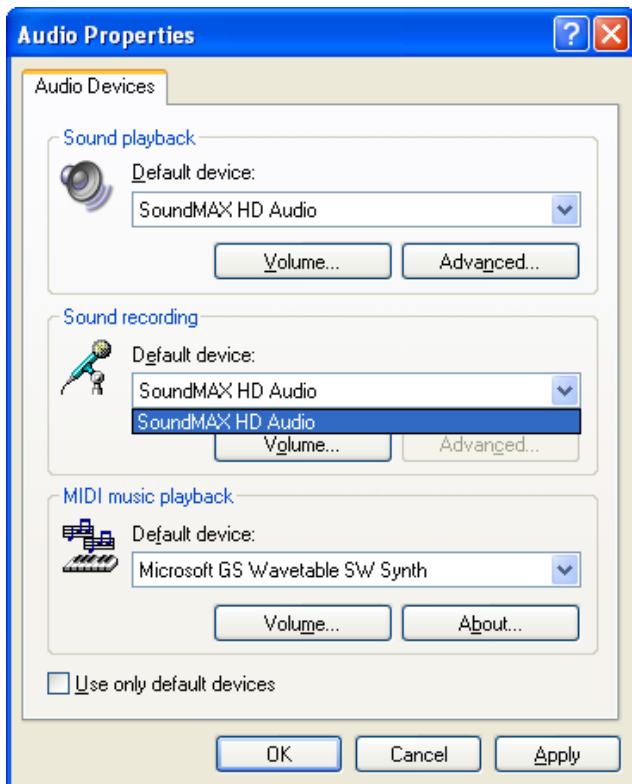 Audio Properties
Audio Devices
Sound playback
Default device:
SoundMAX HD Audio
Volume... Advanced...
Sound recording
Default device:
SoundMAX HD Audio
SoundMAX HD Audio
Volume... Advanced...
MIDI music playback
Default device:
Microsoft GS Wavetable SW Synth
Volume... About...
Use only default devices
OK Cancel Apply